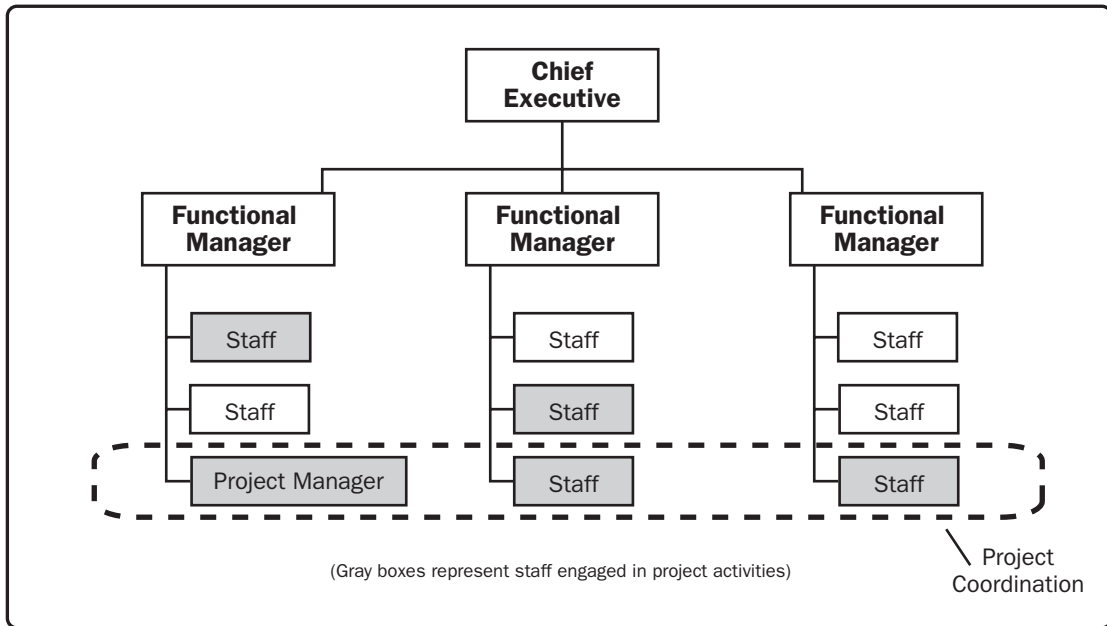 Chief
Executive
Functional
Manager
Functional
Manager
Functional
Manager
Staff
Staff
Staff
Staff
Staff
Staff
Project Manager
Staff
Staff
(Gray boxes represent staff engaged in project activities)
Project
Coordination